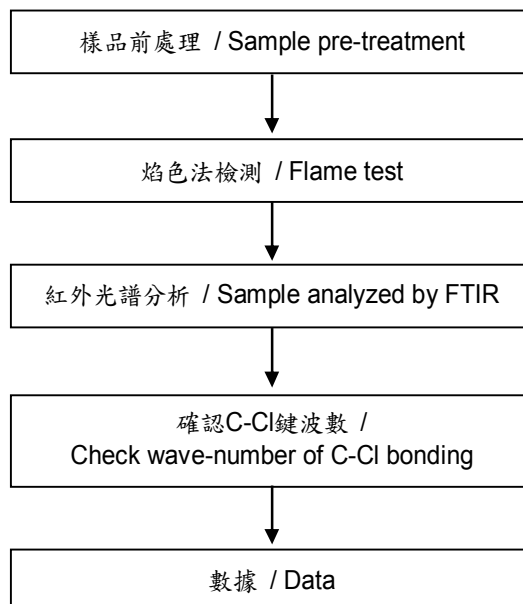 樣品前處理 / Sample pre-treatment
焰色法檢測 / Flame test
紅外光譜分析 / Sample analyzed by FTIR
確認C-Cl鍵波數 /
Check wave-number of C-Cl bonding
數據 / Data